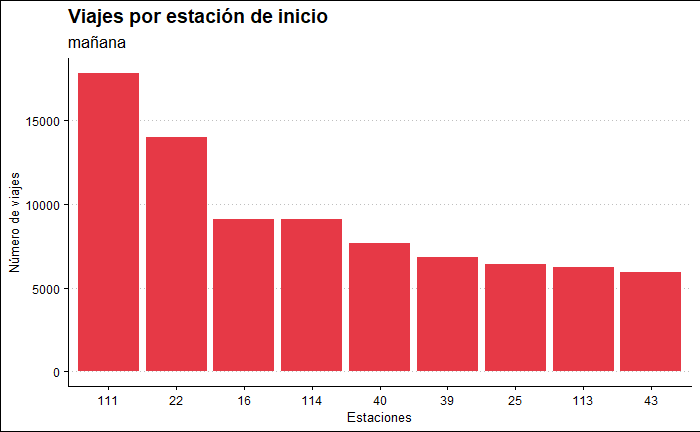 Viajes por estación de inicio
mañana
Número de viajes
15000
10000
5000
0
111 22 16 114 40 39 25 113 43
Estaciones